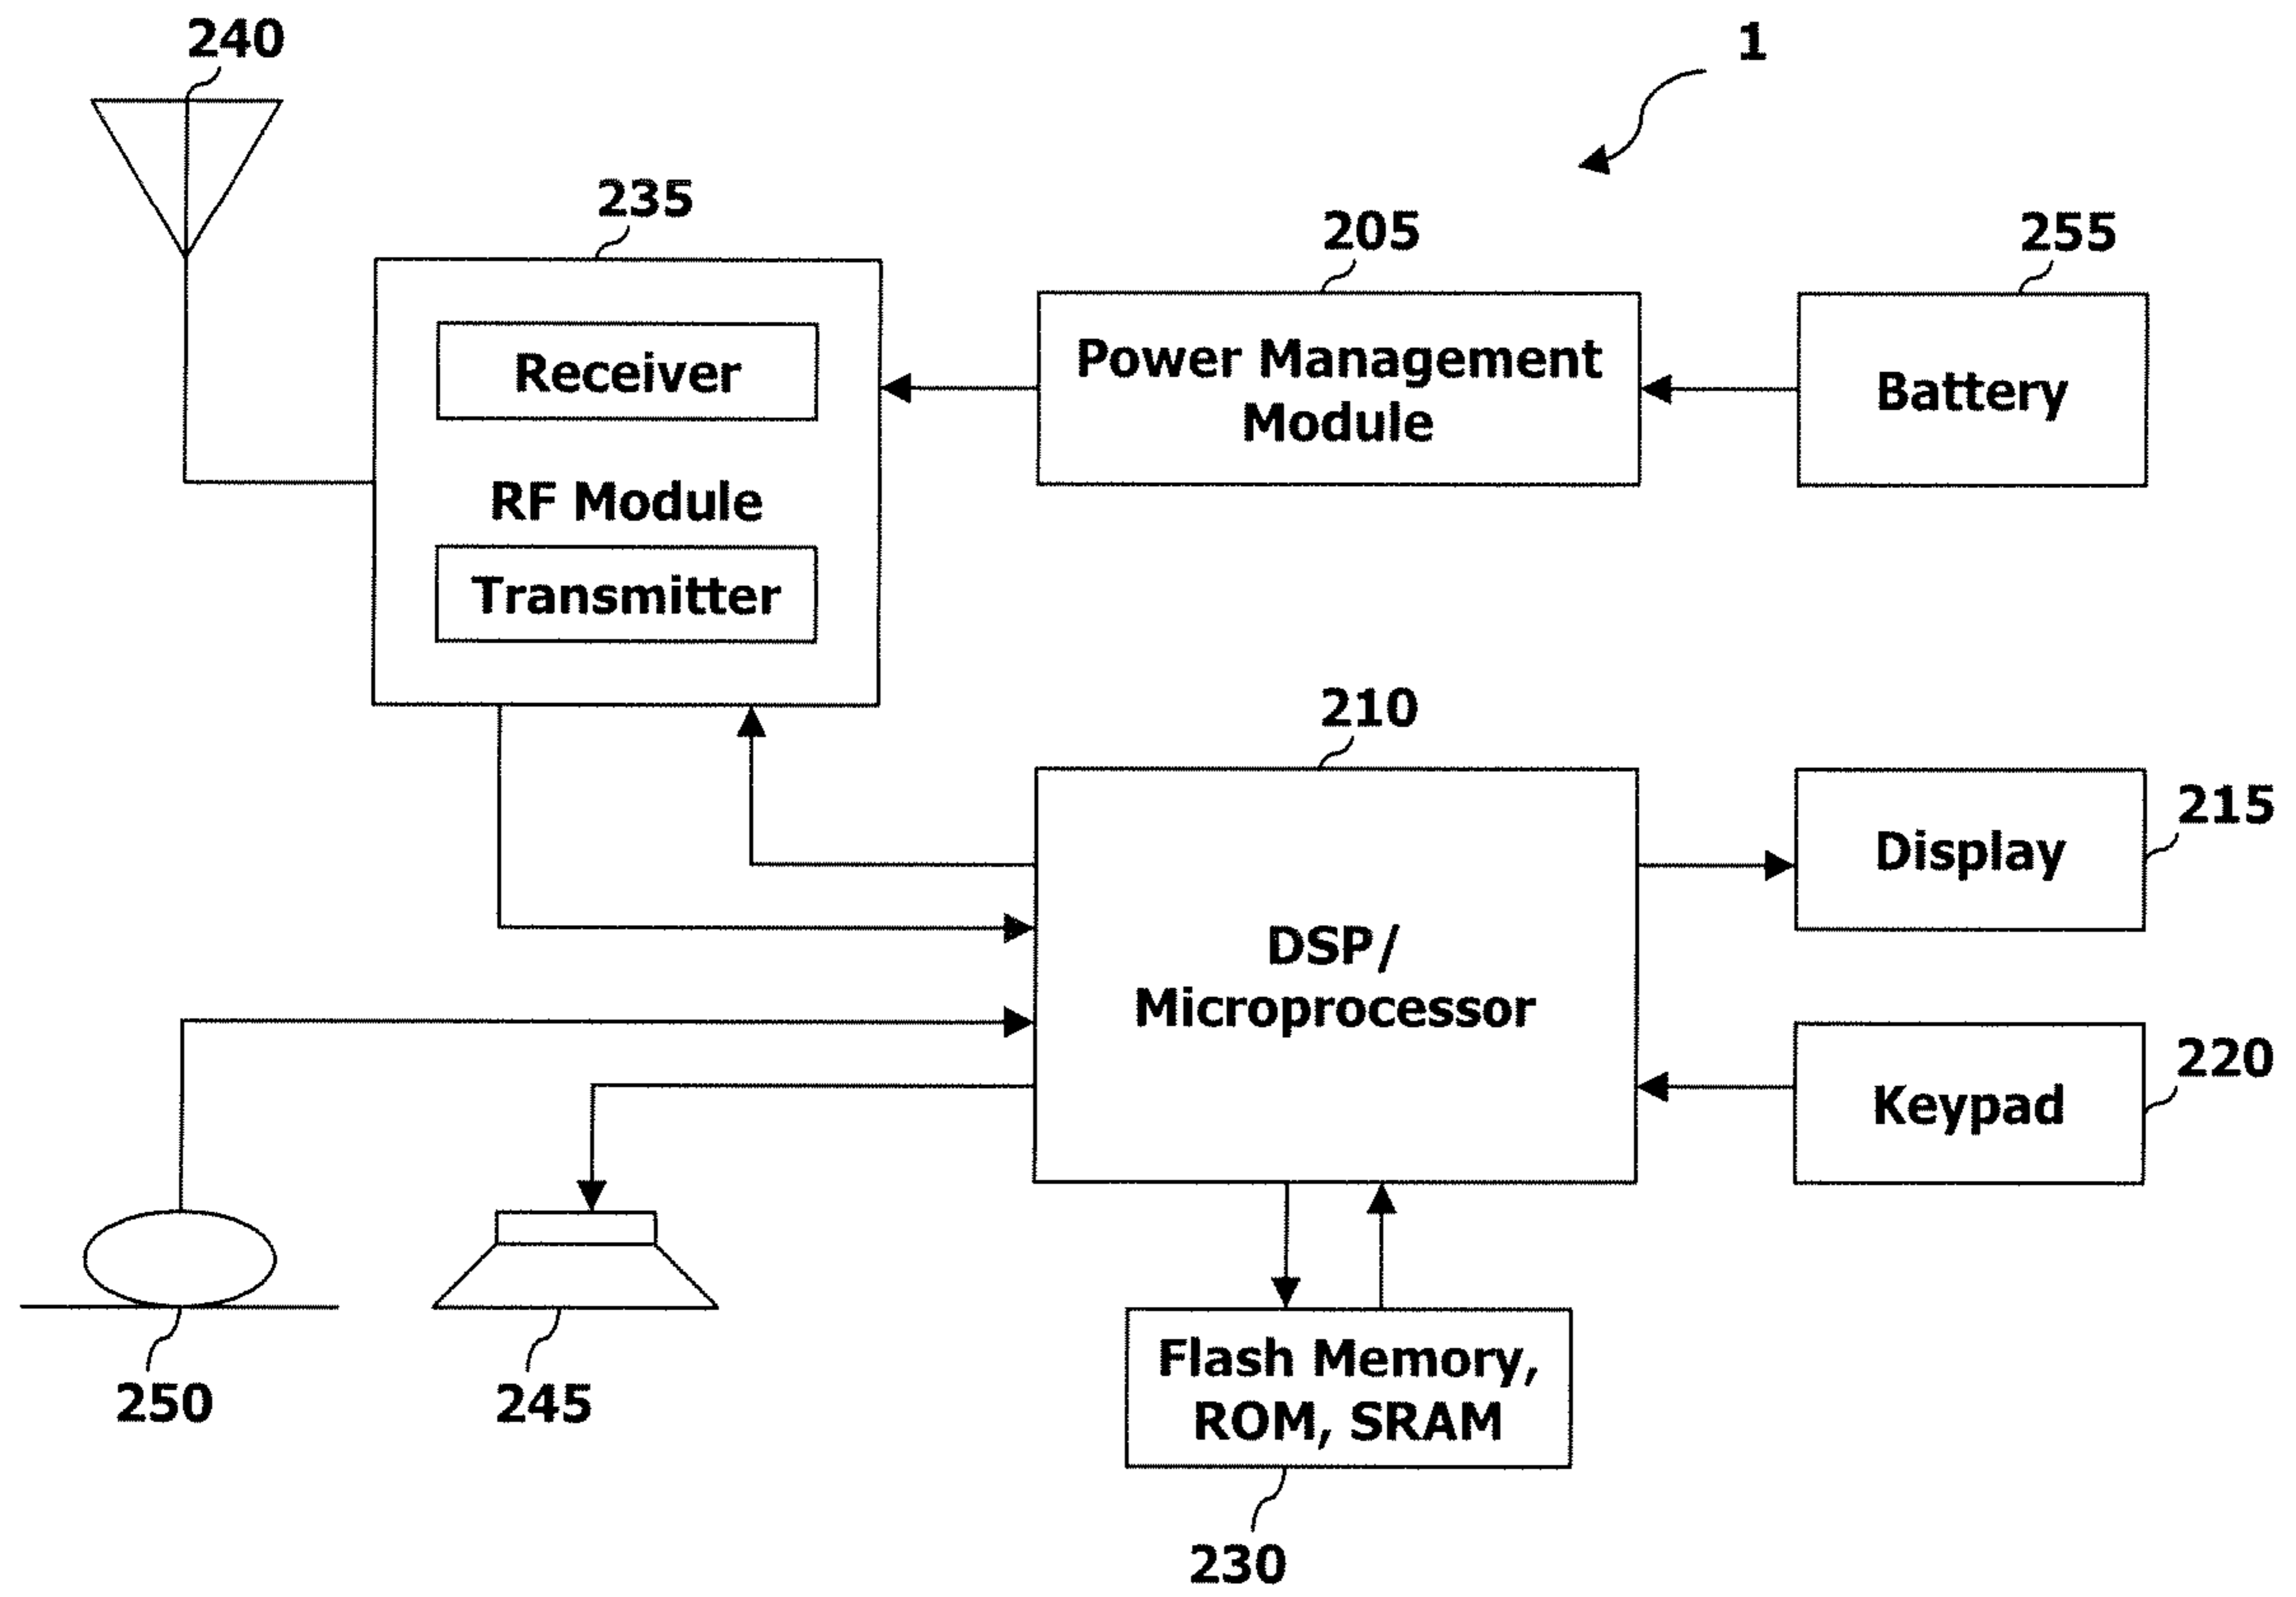 240
1
235
205
255
Receiver
RF Module
Transmitter
Power Management
Module
Battery
210
215
Display
DSP/
Microprocessor
220
Keypad
250
245
Flash Memory,
ROM, SRAM
230